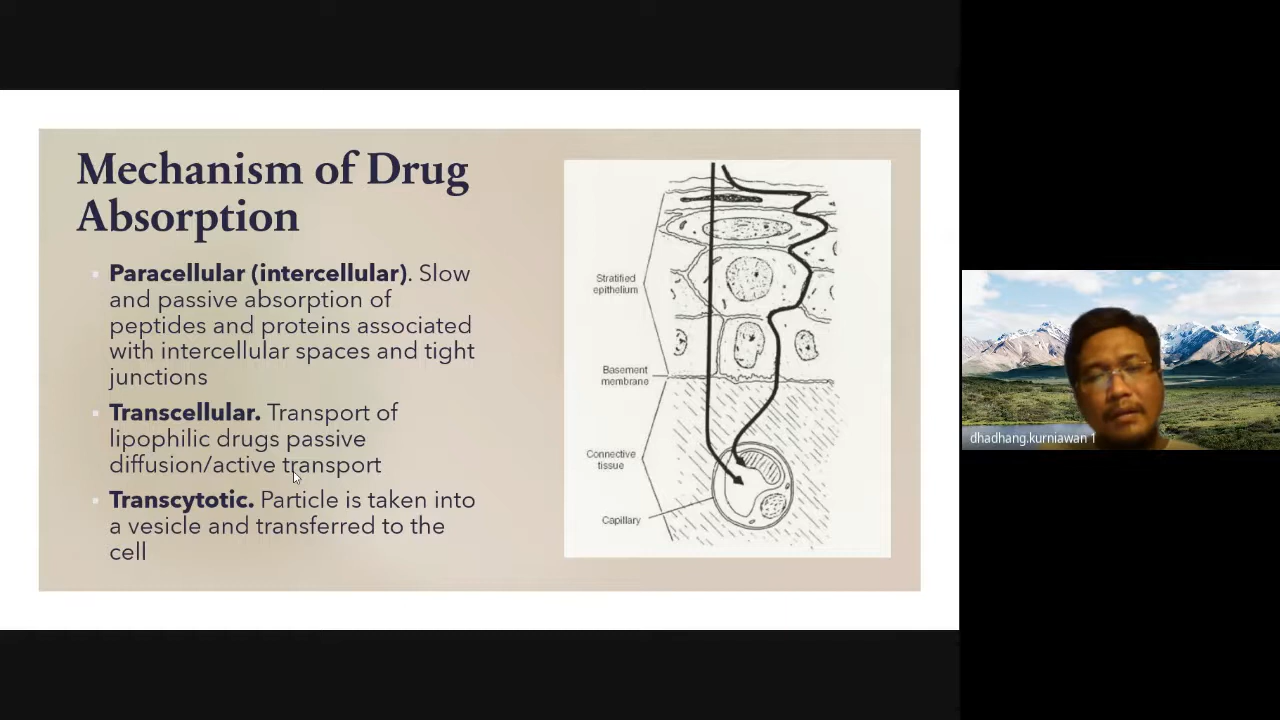 Mechanism of Drug
Absorption
Paracellular (intercellular). Slow
and passive absorption of
peptides and proteins associated
with intercellular spaces and tight
junctions
Transcellular. Transport of
lipophilic drugs passive
diffusion/active transport
Transcytotic. Particle is taken into
a vesicle and transferred to the
cell
Stratified
epithelium
Basement
membrane
Connective
tissue
Capillary
dhadhang.kurniawan 1